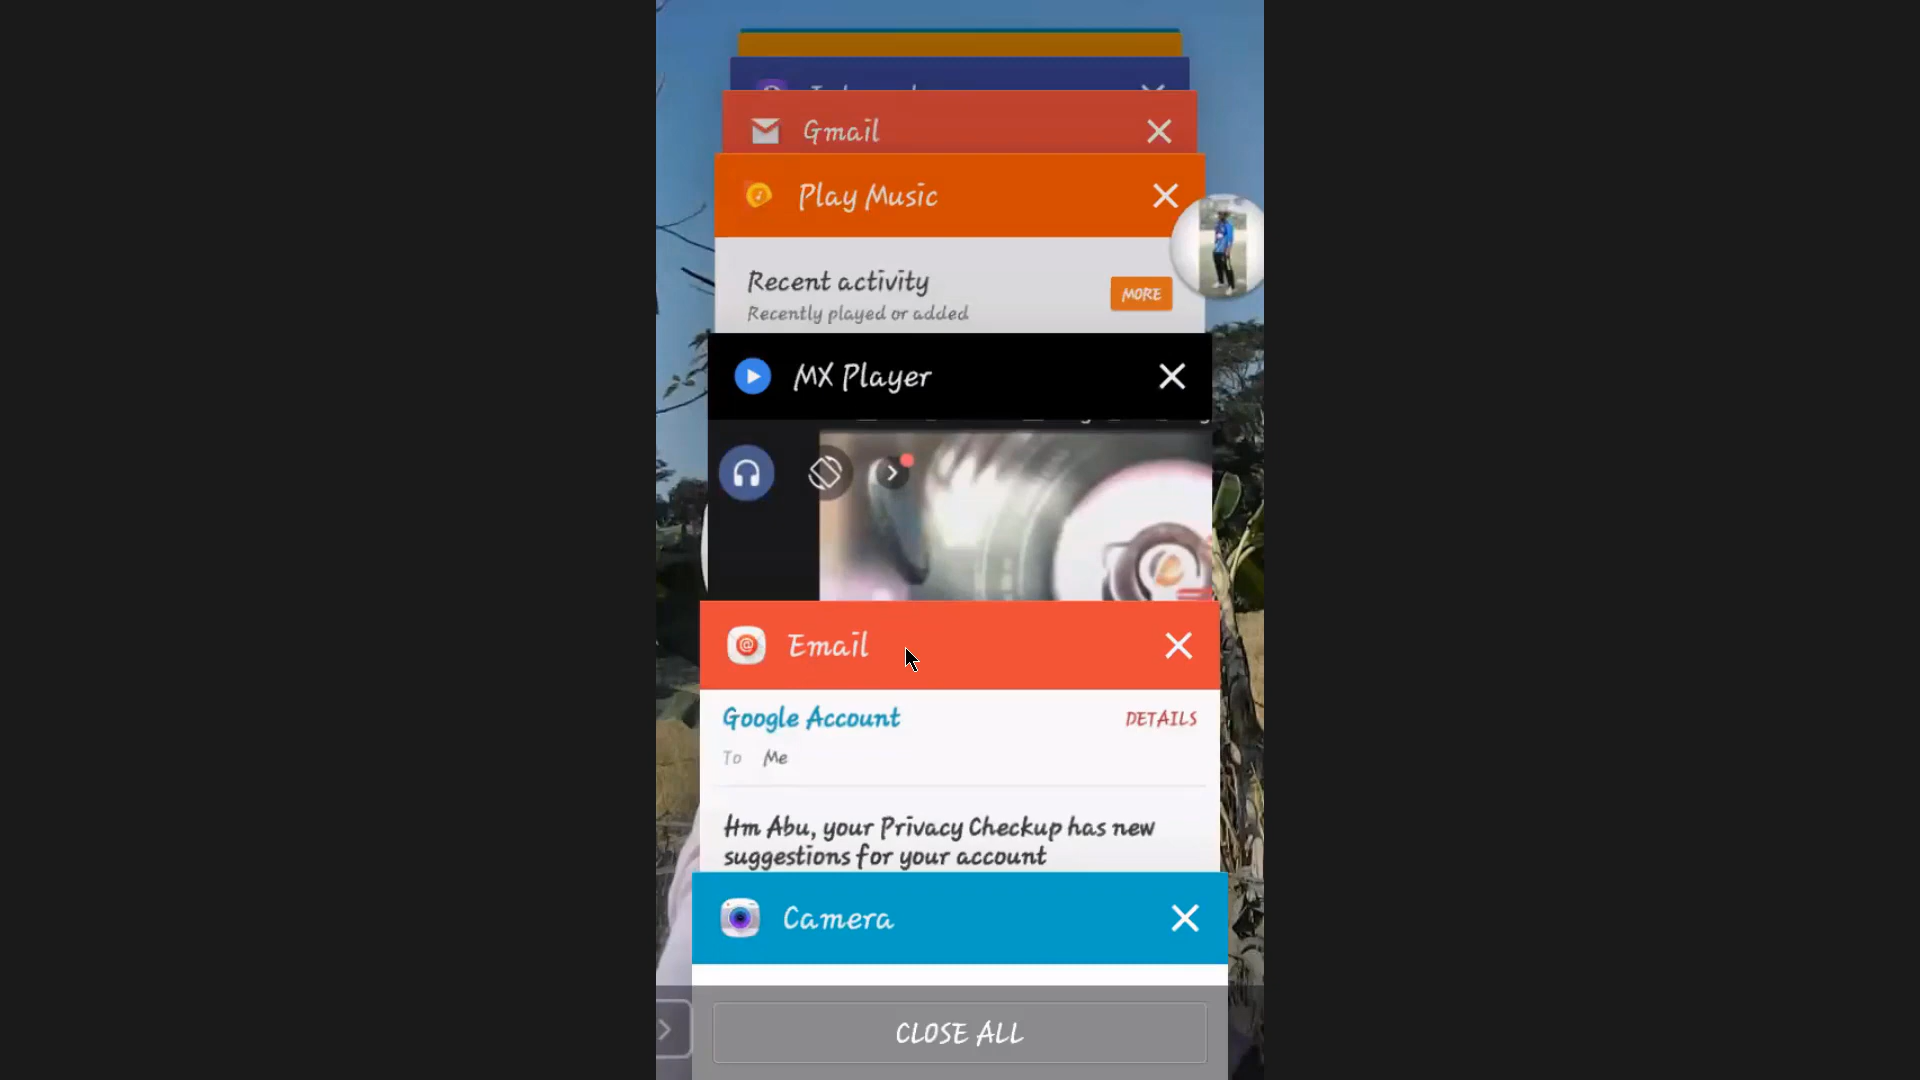 Gmail
Play Music
Recent activity
MORE
Recently played or added
MX Player
Email
Google Account
DETAILS
To Me
Hm Abu, your Privacy Checkup has new
suggestions for your account
Camera
CLOSE ALL